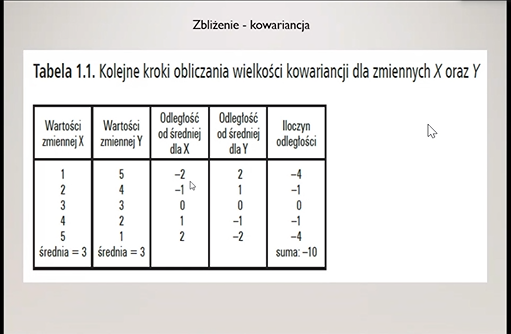 Zbliżenie - kowariancja
Tabela 1.1. Kolejne kroki obliczania wielkości kowariancji dla zmiennych X oraz Y
Wartości zmiennej X | Wartości zmiennej Y | Odległość od średniej dla X | Odległość od średniej dla Y | Iloczyn odległości
1 5 –2 2 –4
2 4 –1 1 –1
3 3 0 0 0
4 2 1 –1 –1
5 1 2 –2 –4
średnia = 3 średnia = 3 suma: –10